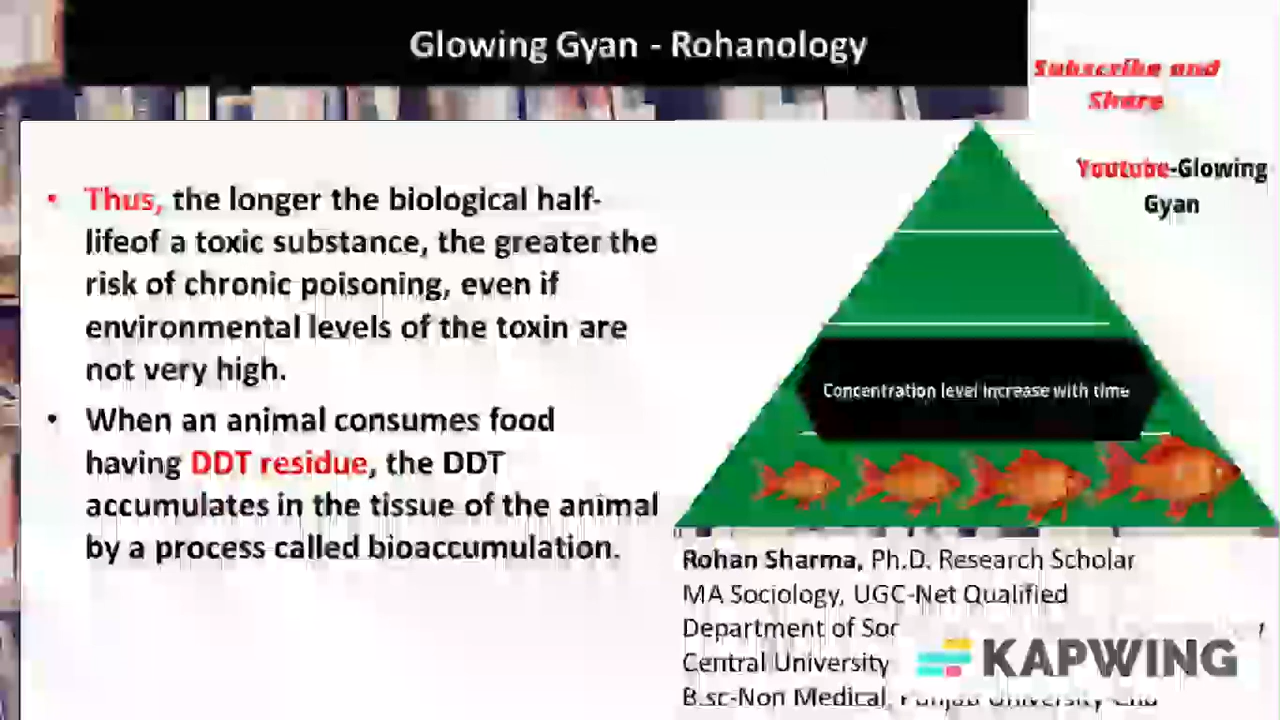 Glowing Gyan - Rohanology
Subscribe and
Share
Youtube-Glowing
Gyan
• Thus, the longer the biological half-
lifeof a toxic substance, the greater the
risk of chronic poisoning, even if
environmental levels of the toxin are
not very high.
• When an animal consumes food
having DDT residue, the DDT
accumulates in the tissue of the animal
by a process called bioaccumulation.
Concentration level increase with time
Rohan Sharma, Ph.D. Research Scholar
MA Sociology, UGC-Net Qualified
Department of
Central University
B.sc-Non Medical, Punjab University
KAPWING